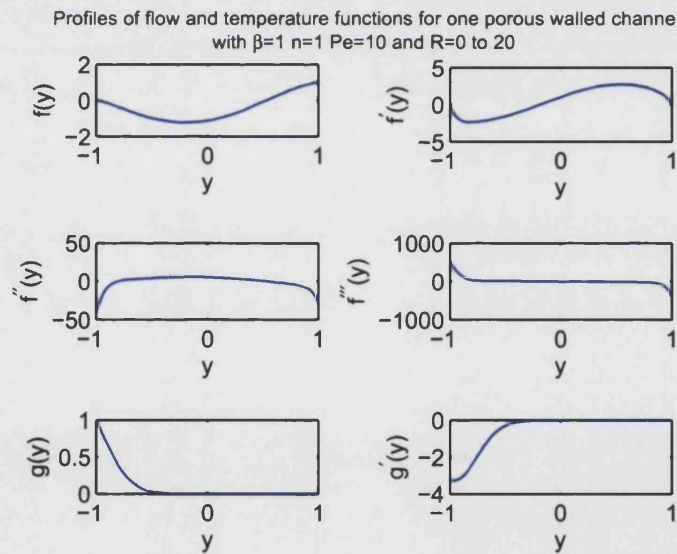 Profiles of flow and temperature functions for one porous walled channe
with β=1 n=1 Pe=10 and R=0 to 20
f(y)
2
0
−2
−1
0
1
y
f′(y)
5
0
−5
−1
0
1
y
f″(y)
50
0
−50
−1
0
1
y
f‴(y)
1000
0
−1000
−1
0
1
y
g(y)
1
0.5
0
−1
0
1
y
g′(y)
0
−2
−4
−1
0
1
y